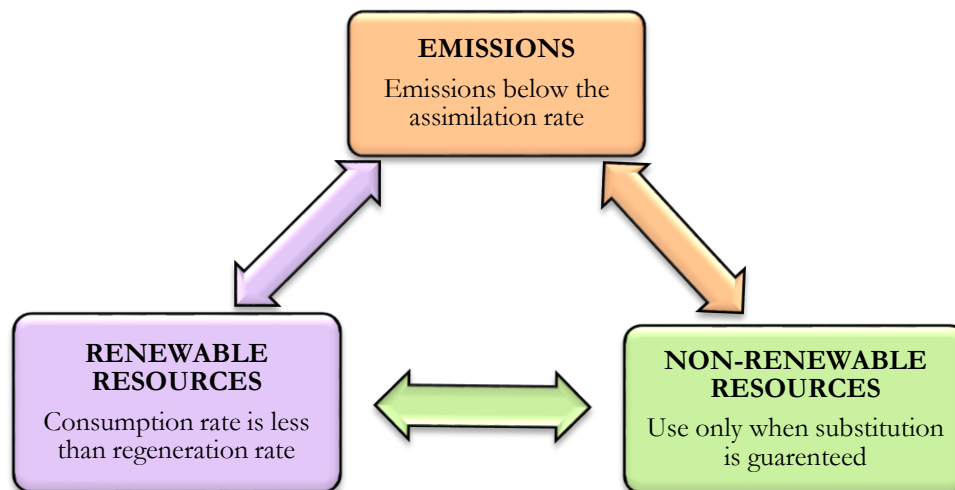 EMISSIONS
Emissions below the
assimilation rate
RENEWABLE
RESOURCES
Consumption rate is less
than regeneration rate
NON-RENEWABLE
RESOURCES
Use only when substitution
is guarenteed